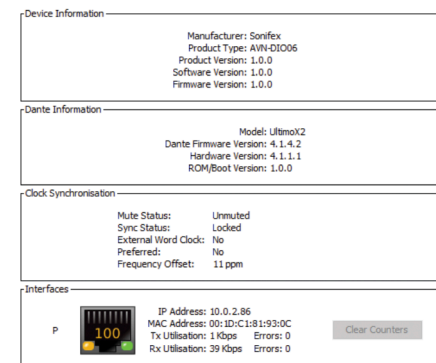 Device Information
Manufacturer: Sonifex
Product Type: AVN-DIO06
Product Version: 1.0.0
Software Version: 1.0.0
Firmware Version: 1.0.0
Dante Information
Model: UltimoX2
Dante Firmware Version: 4.1.4.2
Hardware Version: 4.1.1.1
ROM/Boot Version: 1.0.0
Clock Synchronisation
Mute Status: Unmuted
Sync Status: Locked
External Word Clock: No
Preferred: No
Frequency Offset: 11 ppm
Interfaces
P
100
IP Address: 10.0.2.86
MAC Address: 00:1D:C1:81:93:0C
Tx Utilisation: 1 Kbps Errors: 0
Rx Utilisation: 39 Kbps Errors: 0
Clear Counters